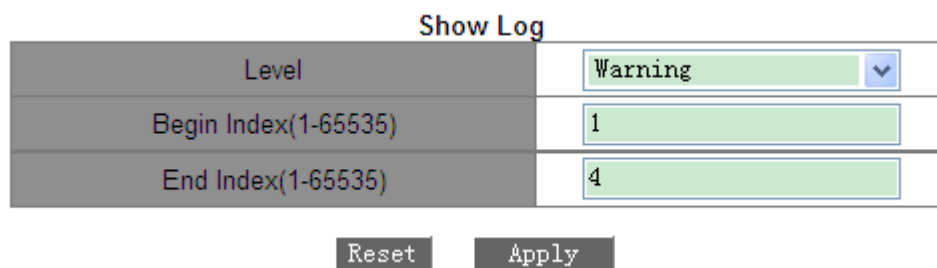 Show Log
Level Warning
Begin Index(1-65535) 1
End Index(1-65535) 4
Reset Apply